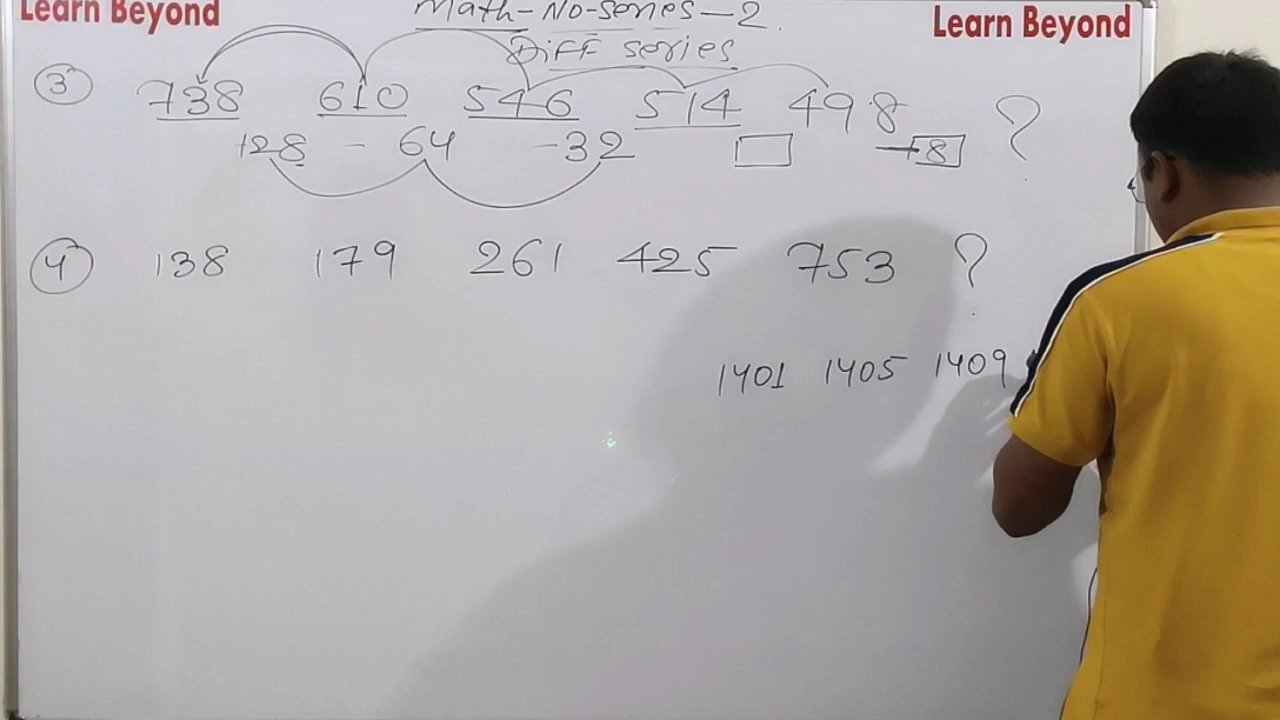 Learn Beyond
Math-No-series-2
Learn Beyond
Diff series
3 738 610 546 514 498 ?
128 - 64 -32 8
4 138 179 261 425 753 ?
1401 1405 1409